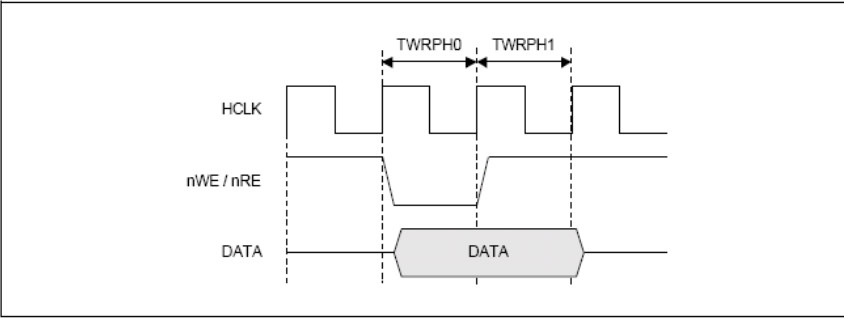 TWRPH0 TWRPH1
HCLK
nWE / nRE
DATA DATA